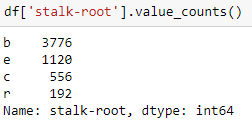 df['stalk-root'].value_counts()
b    3776
e    1120
c     556
r     192
Name: stalk-root, dtype: int64